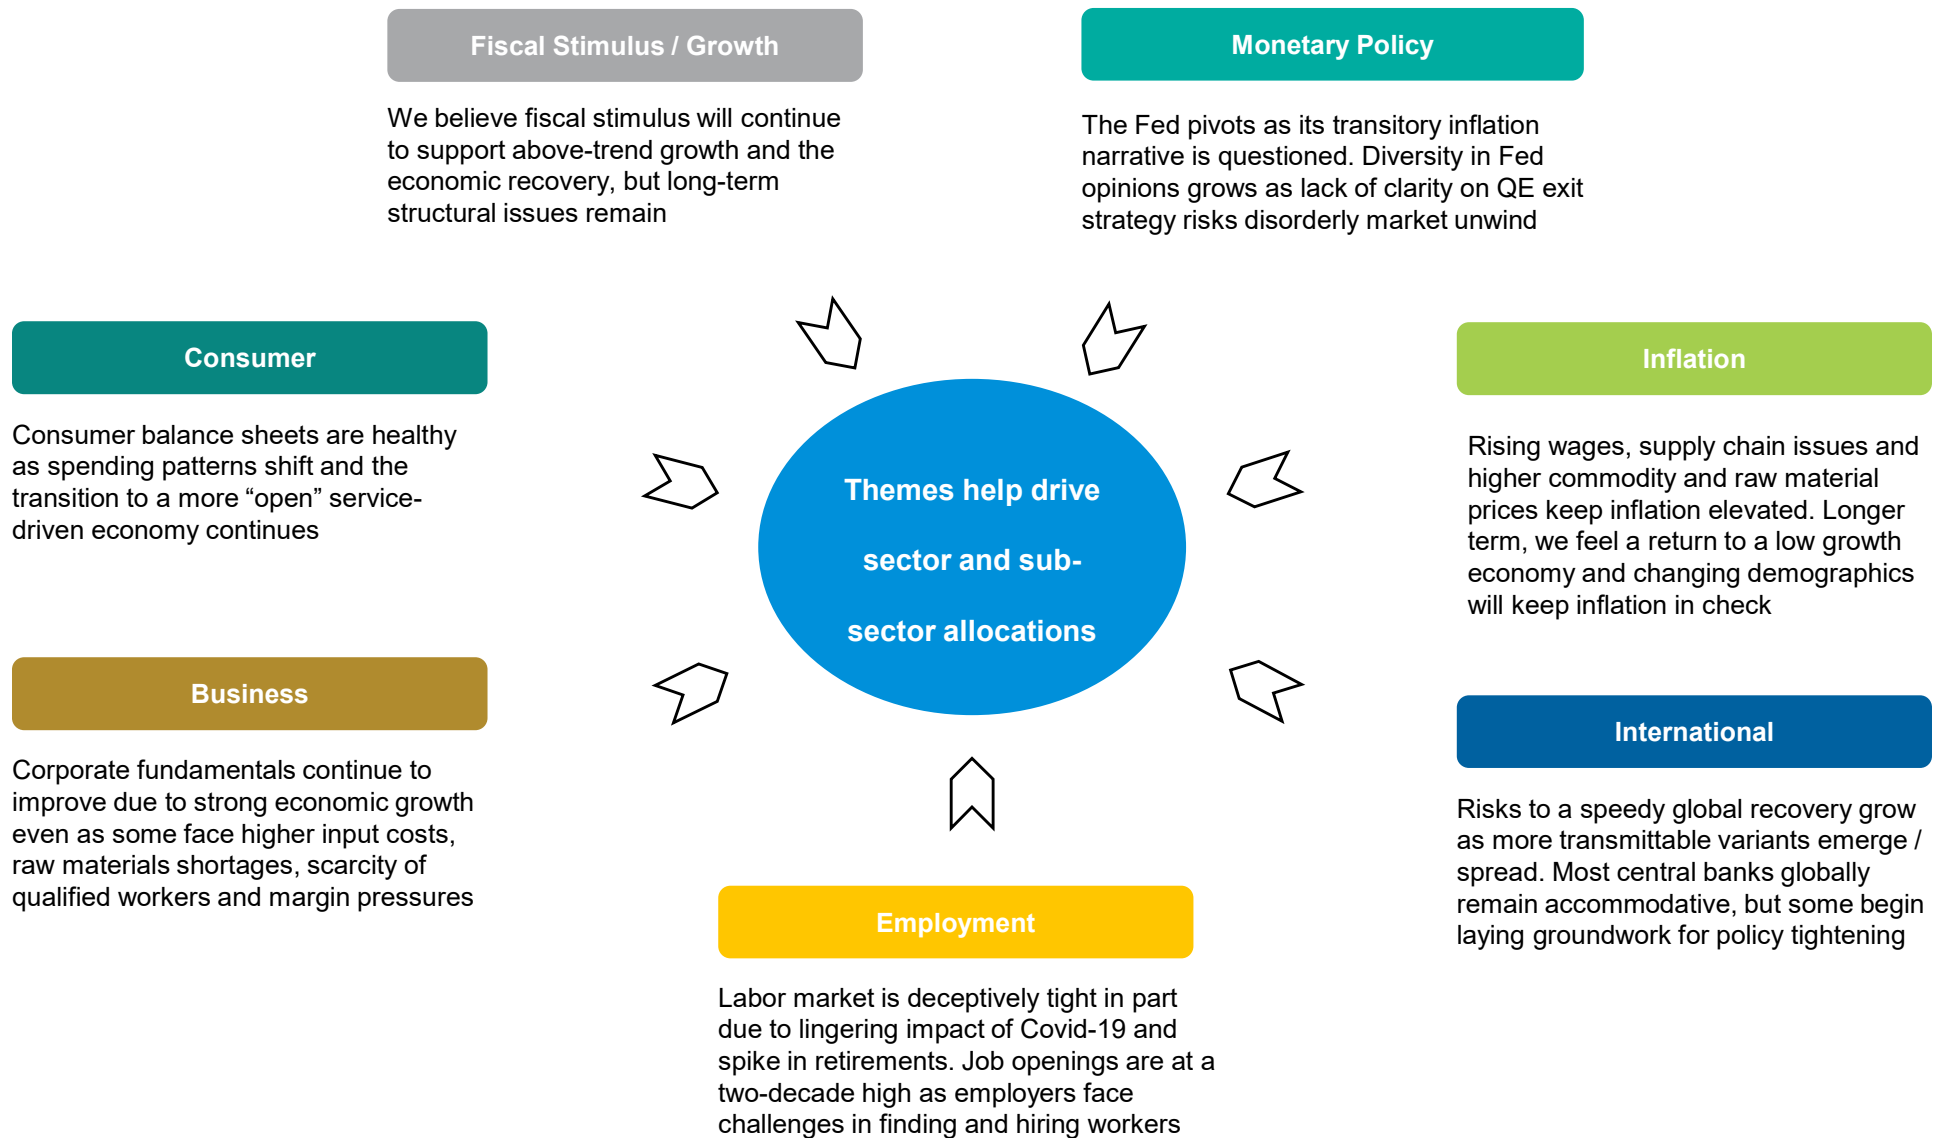 Fiscal Stimulus / Growth
We believe fiscal stimulus will continue
to support above-trend growth and the
economic recovery, but long-term
structural issues remain
Monetary Policy
The Fed pivots as its transitory inflation
narrative is questioned. Diversity in Fed
opinions grows as lack of clarity on QE exit
strategy risks disorderly market unwind
Consumer
Consumer balance sheets are healthy
as spending patterns shift and the
transition to a more “open” service-
driven economy continues
Themes help drive
sector and sub-
sector allocations
Inflation
Rising wages, supply chain issues and
higher commodity and raw material
prices keep inflation elevated. Longer
term, we feel a return to a low growth
economy and changing demographics
will keep inflation in check
Business
Corporate fundamentals continue to
improve due to strong economic growth
even as some face higher input costs,
raw materials shortages, scarcity of
qualified workers and margin pressures
International
Risks to a speedy global recovery grow
as more transmittable variants emerge /
spread. Most central banks globally
remain accommodative, but some begin
laying groundwork for policy tightening
Employment
Labor market is deceptively tight in part
due to lingering impact of Covid-19 and
spike in retirements. Job openings are at a
two-decade high as employers face
challenges in finding and hiring workers